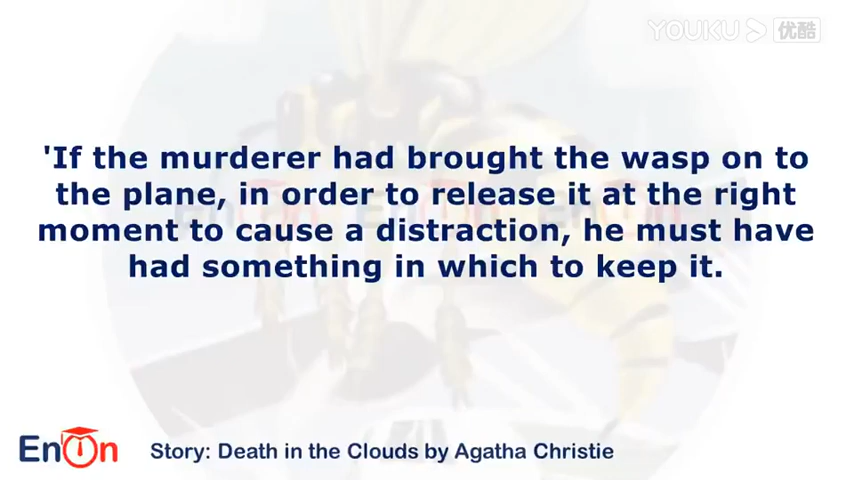 YOUKU 优酷
'If the murderer had brought the wasp on to
the plane, in order to release it at the right
moment to cause a distraction, he must have
had something in which to keep it.
EnOn
Story: Death in the Clouds by Agatha Christie